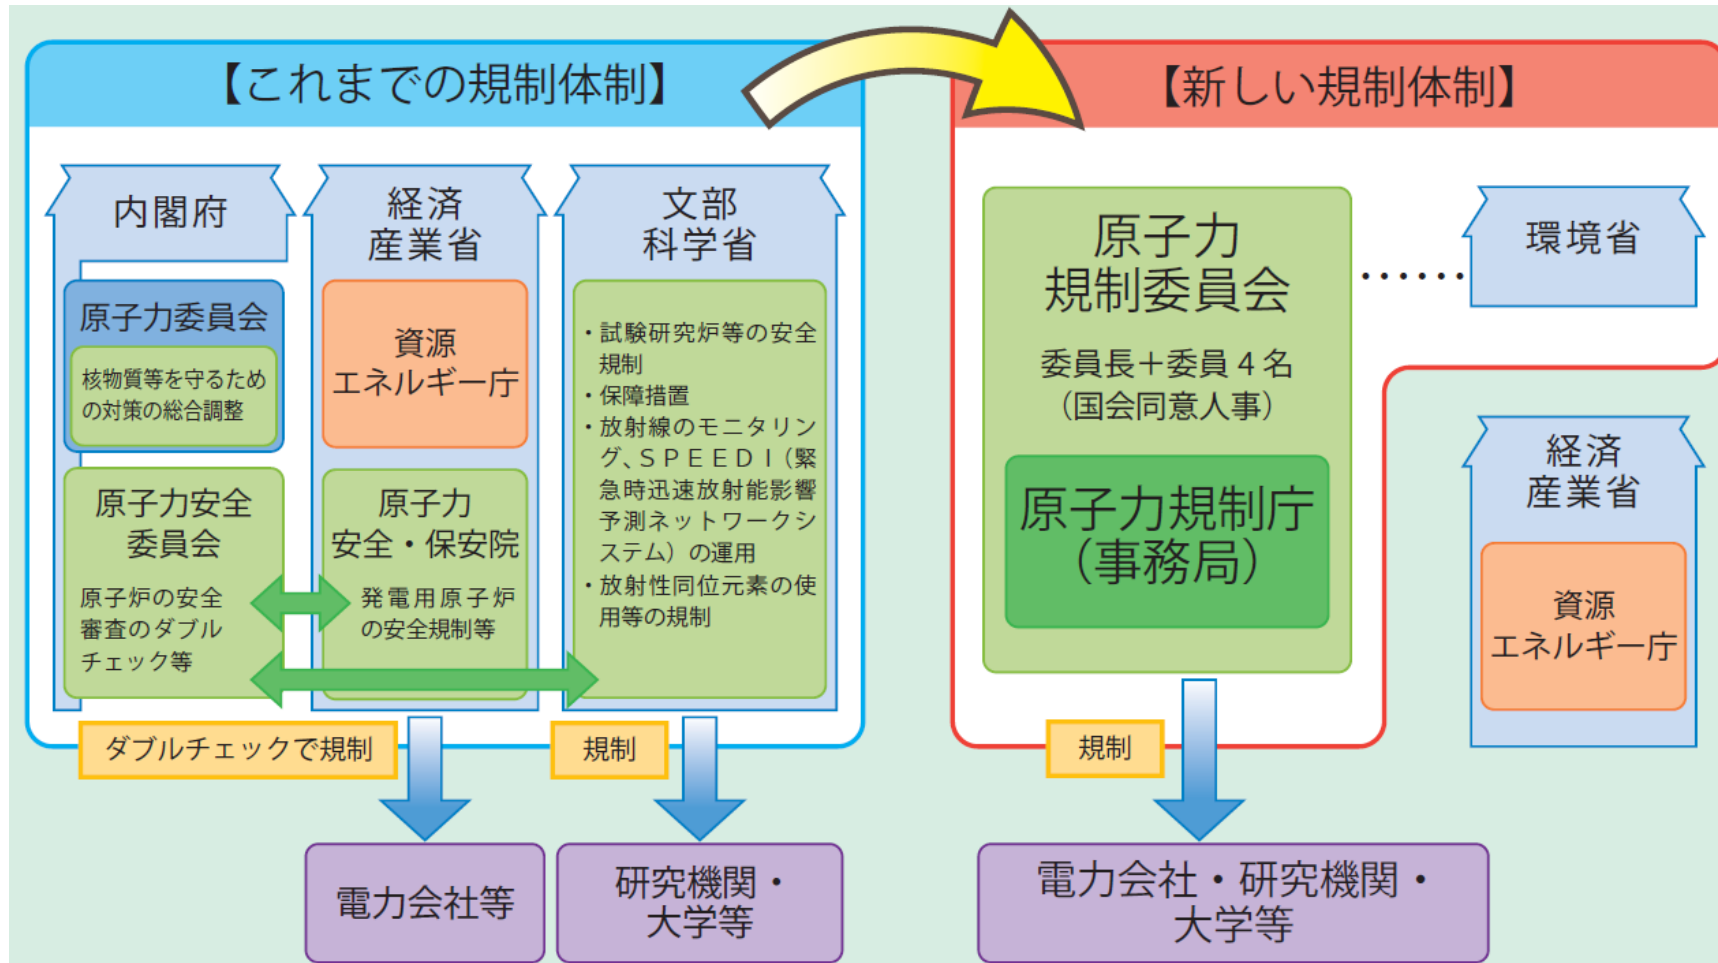 【これまでの規制体制】
内閣府
原子力委員会
核物質等を守るため
の対策の総合調整
原子力安全
委員会
原子炉の安全
審査のダブル
チェック等
経済
産業省
資源
エネルギー庁
原子力
安全・保安院
発電用原子炉
の安全規制等
文部
科学省
・試験研究炉等の安全
規制
・保障措置
・放射線のモニタリン
グ、ＳＰＥＥＤＩ（緊
急時迅速放射能影響
予測ネットワークシ
ステム）の運用
・放射性同位元素の使
用等の規制
ダブルチェックで規制
規制
電力会社等
研究機関・
大学等
【新しい規制体制】
原子力
規制委員会
委員長＋委員４名
（国会同意人事）
原子力規制庁
（事務局）
……
環境省
経済
産業省
資源
エネルギー庁
規制
電力会社・研究機関・
大学等